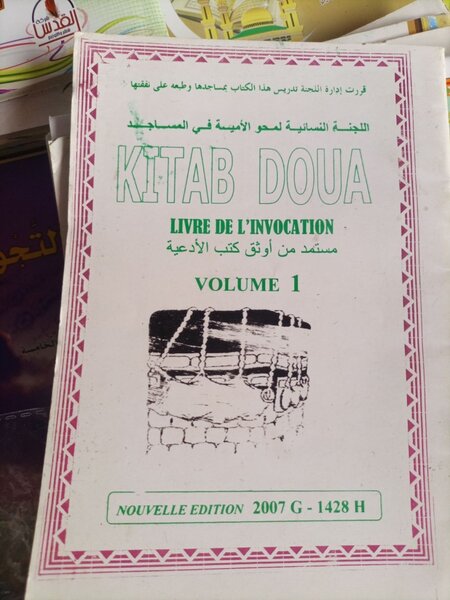 القدس
قررت إدارة اللجنة تدريس هذا الكتاب بمساجدها وطبعه على نفقتها
اللجنة النسائية لمحو الأمية في المساجد
KITAB DOUA
LIVRE DE L'INVOCATION
مستمد من أوثق كتب الأدعية
VOLUME 1
NOUVELLE EDITION 2007 G - 1428 H